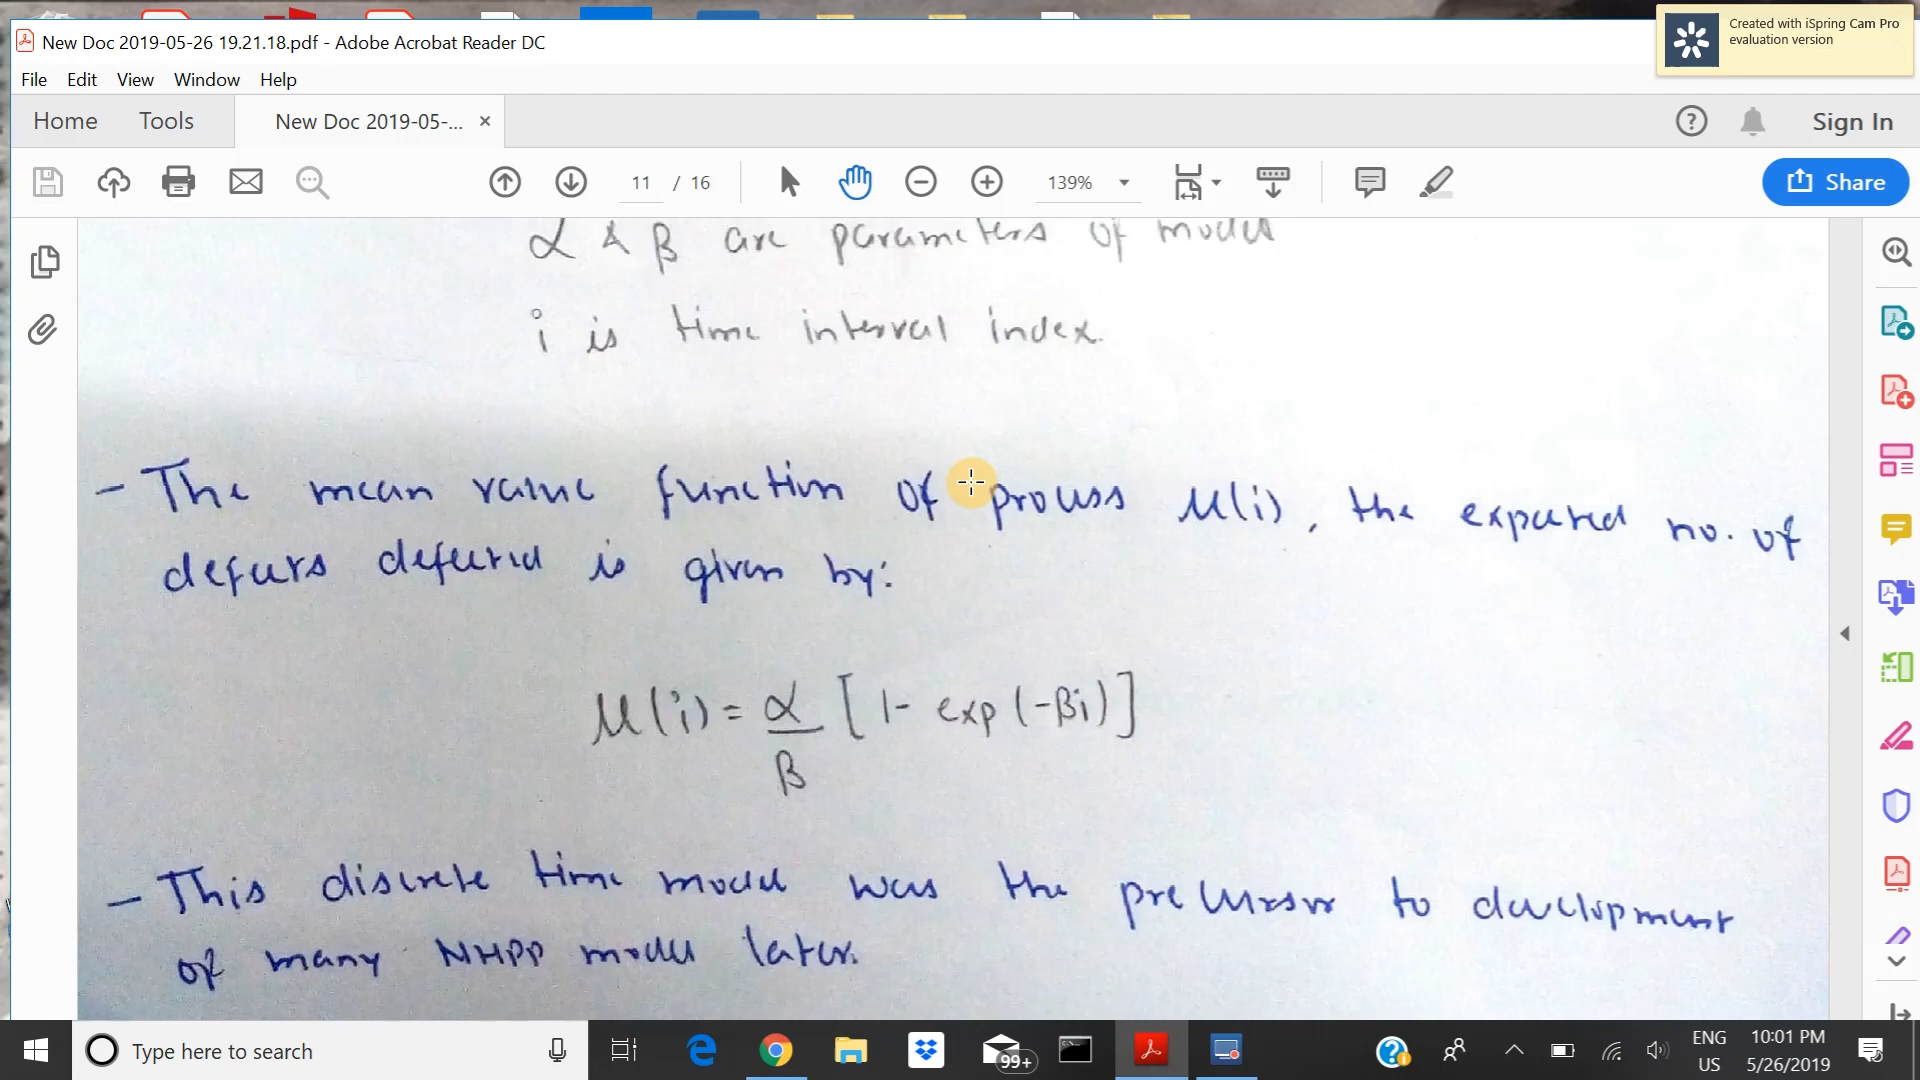 Created with iSpring Cam Pro
evaluation version
New Doc 2019-05-26 19.21.18.pdf - Adobe Acrobat Reader DC
File Edit View Window Help
Home Tools New Doc 2019-05-... × Sign In
11 / 16 139% Share
α & β are parameters of model
i is time interval index.
- The mean value function of process μ(i), the expected no. of
defects detected is given by:
μ(i) = α/β [1- exp(-βi)]
- This discrete time model was the precursor to development
of many NHPP model later.
Type here to search
99+
ENG
US
10:01 PM
5/26/2019